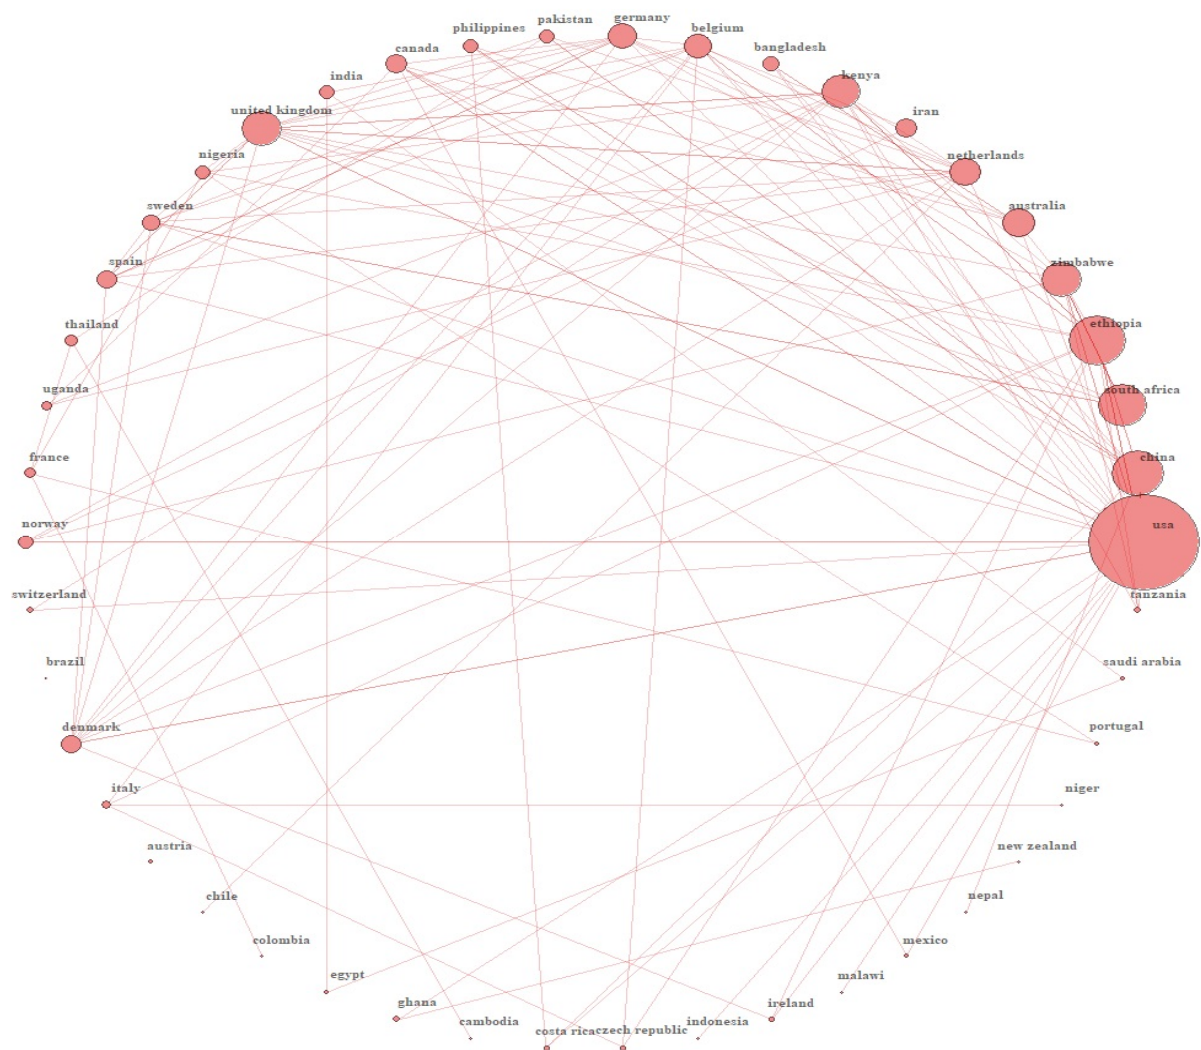 germany
pakistan
philippines
belgium
canada
bangladesh
india
kenya
united kingdom
iran
nigeria
netherlands
sweden
australia
spain
zimbabwe
thailand
ethiopia
uganda
south africa
france
china
norway
usa
switzerland
tanzania
brazil
saudi arabia
denmark
portugal
italy
niger
austria
new zealand
chile
nepal
colombia
mexico
egypt
malawi
ghana
ireland
cambodia
indonesia
costa rica
czech republic